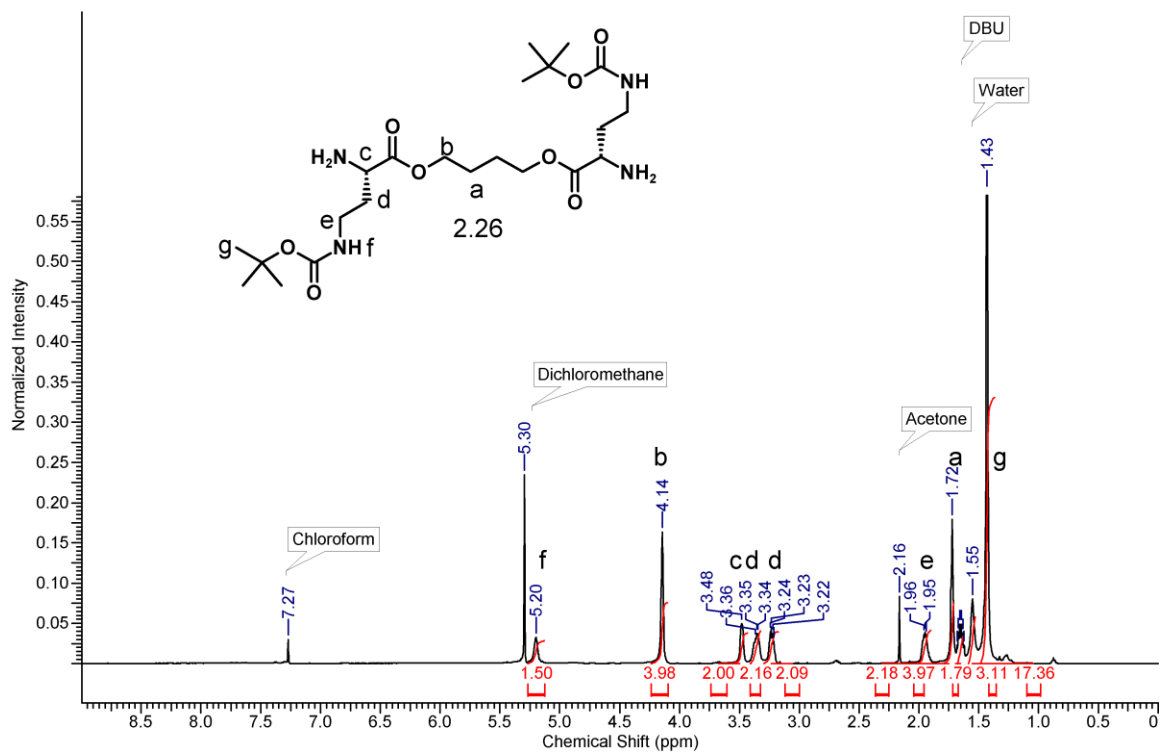 DBU
Water
O
O
NH
H₂N
c
O
O
b
a
O
O
NH₂
d
e
2.26
g
O
NH
f
O
Normalized Intensity
0.55
0.50
0.45
0.40
0.35
0.30
0.25
0.20
0.15
0.10
0.05
Chloroform
Dichloromethane
Acetone
7.27
5.30
f
5.20
b
4.14
c d d
3.48
3.36
3.35
3.34
3.24
3.23
3.22
2.16
e
1.96
1.95
a
1.72
1.55
1.43
g
1.50 3.98 2.00 2.16 2.09 2.18 3.97 1.79 3.11 17.36
8.5 8.0 7.5 7.0 6.5 6.0 5.5 5.0 4.5 4.0 3.5 3.0 2.5 2.0 1.5 1.0 0.5 0
Chemical Shift (ppm)